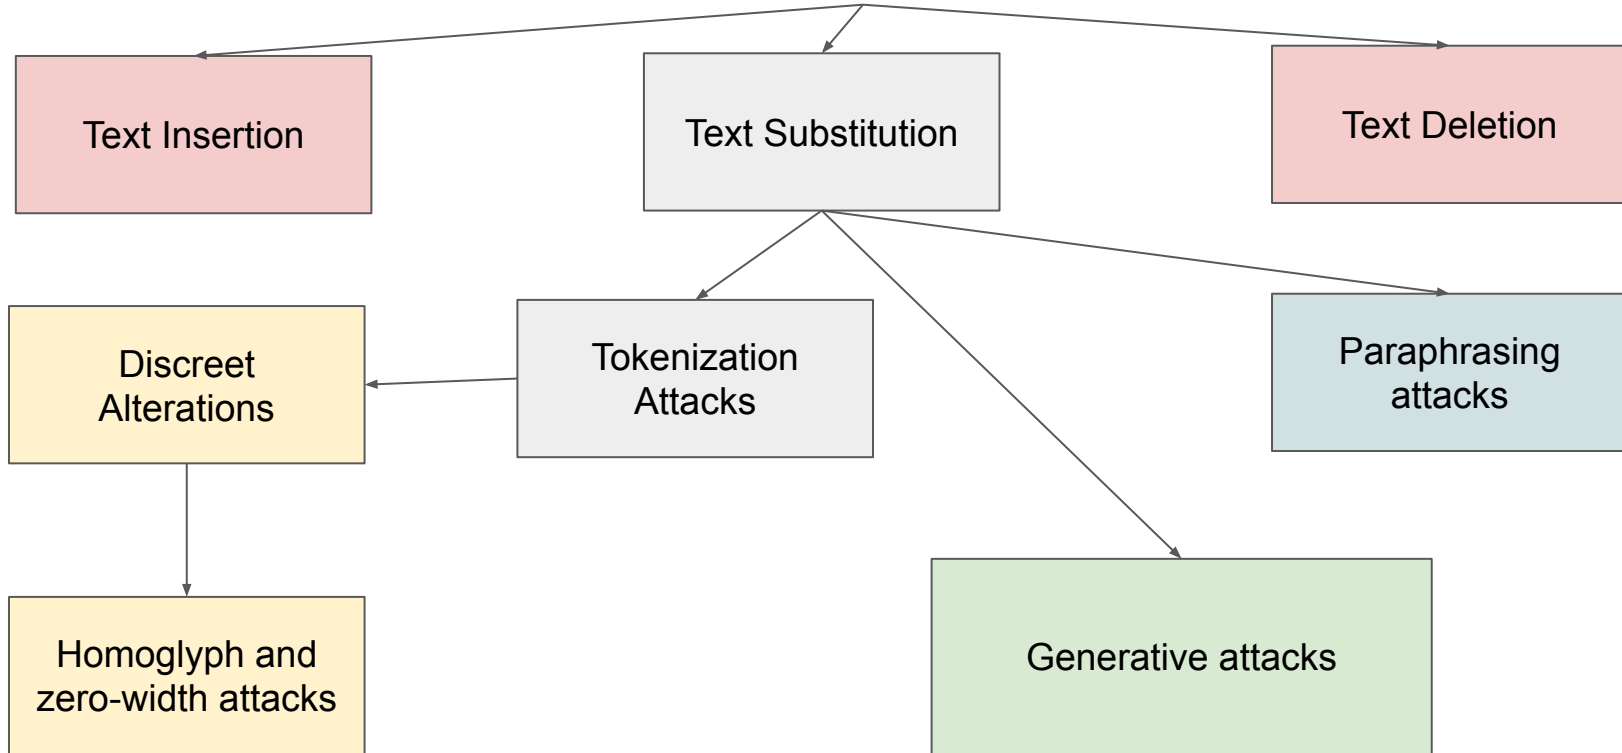 Text Insertion
Text Substitution
Text Deletion
Discreet
Alterations
Tokenization
Attacks
Paraphrasing
attacks
Homoglyph and
zero-width attacks
Generative attacks